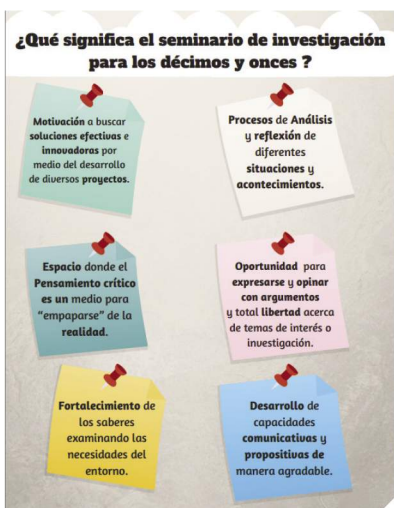 ¿Qué significa el seminario de investigación
para los décimos y onces ?
Motivación a buscar
soluciones efectivas e
innovadoras por
medio del desarrollo
de diversos proyectos.
Procesos de Análisis
y reflexión de
diferentes
situaciones y
acontecimientos.
Espacio donde el
Pensamiento crítico
es un medio para
“empaparse” de la
realidad.
Oportunidad para
expresarse y opinar
con argumentos
y total libertad acerca
de temas de interés o
investigación.
Fortalecimiento de
los saberes
examinando las
necesidades del
entorno.
Desarrollo de
capacidades
comunicativas y
propositivas de
manera agradable.